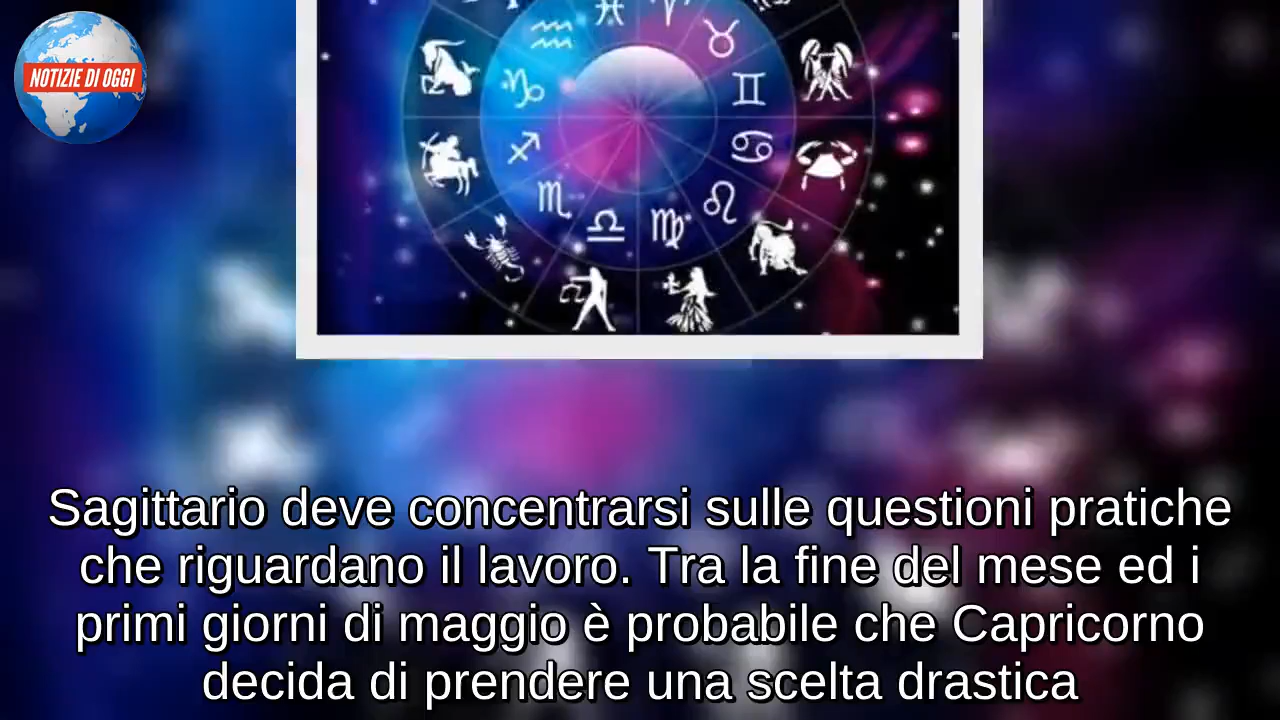 NOTIZIE DI OGGI
Sagittario deve concentrarsi sulle questioni pratiche
che riguardano il lavoro. Tra la fine del mese ed i
primi giorni di maggio è probabile che Capricorno
decida di prendere una scelta drastica